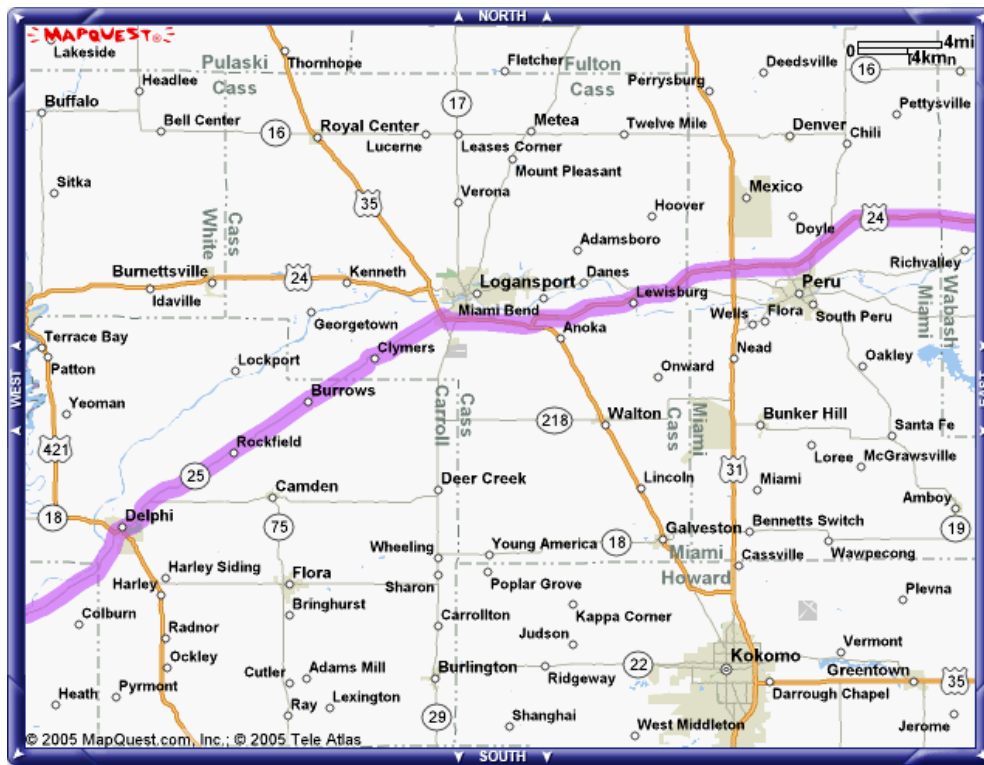 NORTH
MAPQUEST®
Lakeside
Thornhope
Pulaski
Cass
Fletcher
Fulton
Cass
Deedsville
0 4mi
4km
16
Headlee
Perrysburg
Buffalo
17
Pettysville
Bell Center
16
Royal Center
Lucerne
Leases Corner
Metea
Twelve Mile
Denver
Chili
Mount Pleasant
Sitka
Verona
Mexico
35
Hoover
White
Cass
24
Doyle
Adamsboro
Richvalley
Burnettsville
24
Kenneth
Logansport
Danes
Peru
Idaville
Lewisburg
Georgetown
Miami Bend
Anoka
Wells
Flora
South Peru
Miami
Wabash
Terrace Bay
Patton
Lockport
Clymers
Nead
Oakley
Onward
WEST
EAST
Yeoman
Burrows
Carroll
Cass
218
Walton
Cass
Miami
Bunker Hill
Santa Fe
421
Rockfield
Loree
McGrawsville
25
31
Camden
Deer Creek
Lincoln
Miami
Amboy
18
Delphi
75
19
Galveston
Bennetts Switch
Wheeling
Young America
18
Miami
Howard
Cassville
Wawpecong
Harley Siding
Flora
Sharon
Poplar Grove
Harley
Plevna
Colburn
Bringhurst
Carrollton
Kappa Corner
Radnor
Judson
Vermont
Ockley
Cutler
Adams Mill
Burlington
Ridgeway
22
Kokomo
Greentown
35
Heath
Pyrmont
Lexington
Darrough Chapel
Ray
29
Shanghai
West Middleton
Jerome
© 2005 MapQuest.com, Inc.; © 2005 Tele Atlas
SOUTH